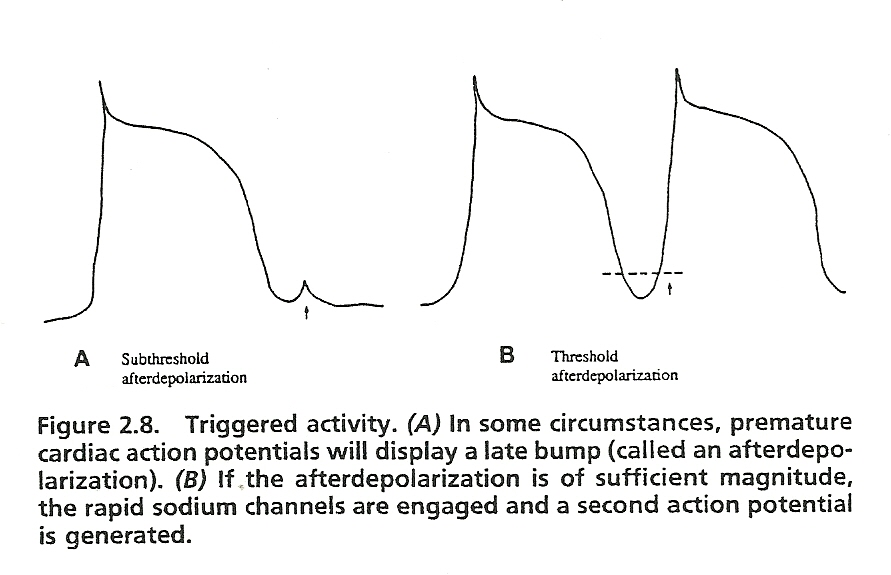 A Subthreshold
afterdepolarization
B Threshold
afterdepolarization
Figure 2.8. Triggered activity. (A) In some circumstances, premature
cardiac action potentials will display a late bump (called an afterdepo-
larization). (B) If the afterdepolarization is of sufficient magnitude,
the rapid sodium channels are engaged and a second action potential
is generated.